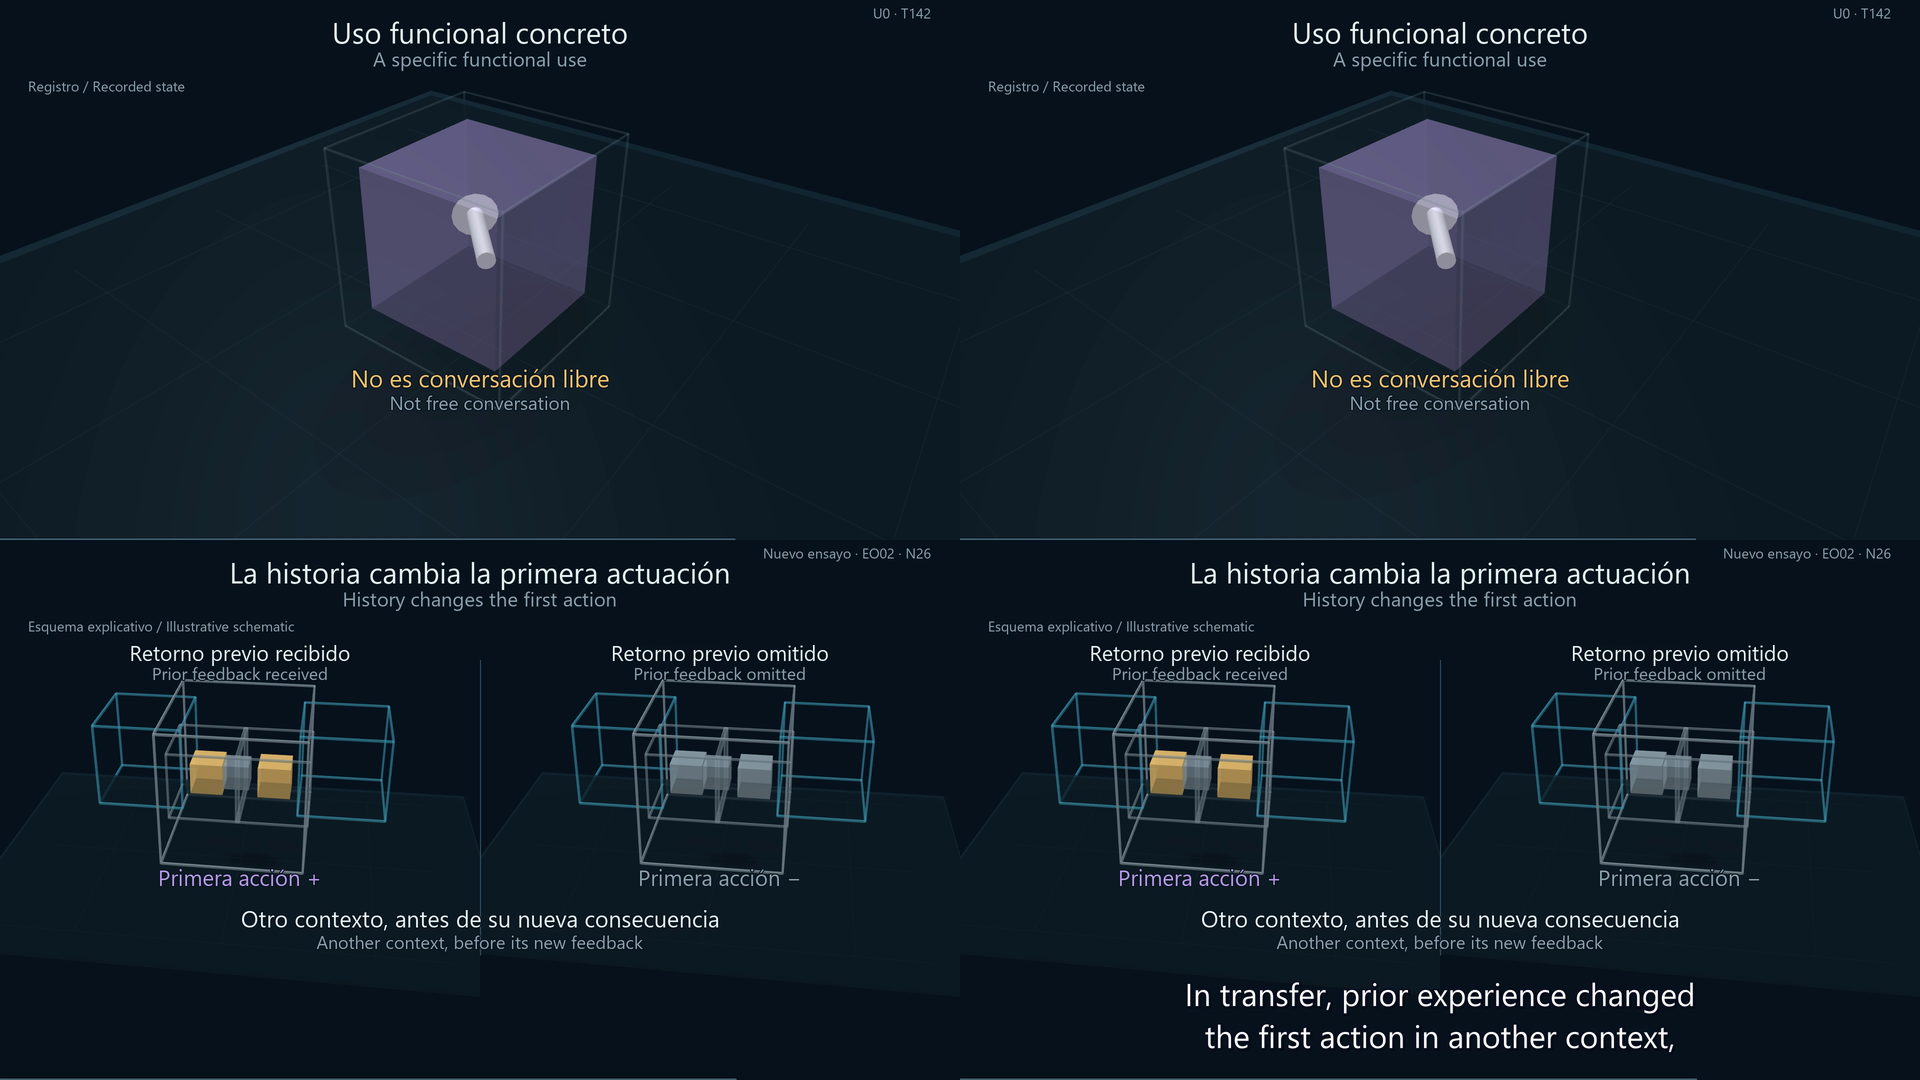 U0 · T142
Uso funcional concreto
A specific functional use
Registro / Recorded state
No es conversación libre
Not free conversation
U0 · T142
Uso funcional concreto
A specific functional use
Registro / Recorded state
No es conversación libre
Not free conversation
Nuevo ensayo · EO02 · N26
La historia cambia la primera actuación
History changes the first action
Esquema explicativo / Illustrative schematic
Retorno previo recibido
Prior feedback received
Retorno previo omitido
Prior feedback omitted
Primera acción +
Primera acción −
Otro contexto, antes de su nueva consecuencia
Another context, before its new feedback
Nuevo ensayo · EO02 · N26
La historia cambia la primera actuación
History changes the first action
Esquema explicativo / Illustrative schematic
Retorno previo recibido
Prior feedback received
Retorno previo omitido
Prior feedback omitted
Primera acción +
Primera acción −
Otro contexto, antes de su nueva consecuencia
Another context, before its new feedback
In transfer, prior experience changed
the first action in another context,